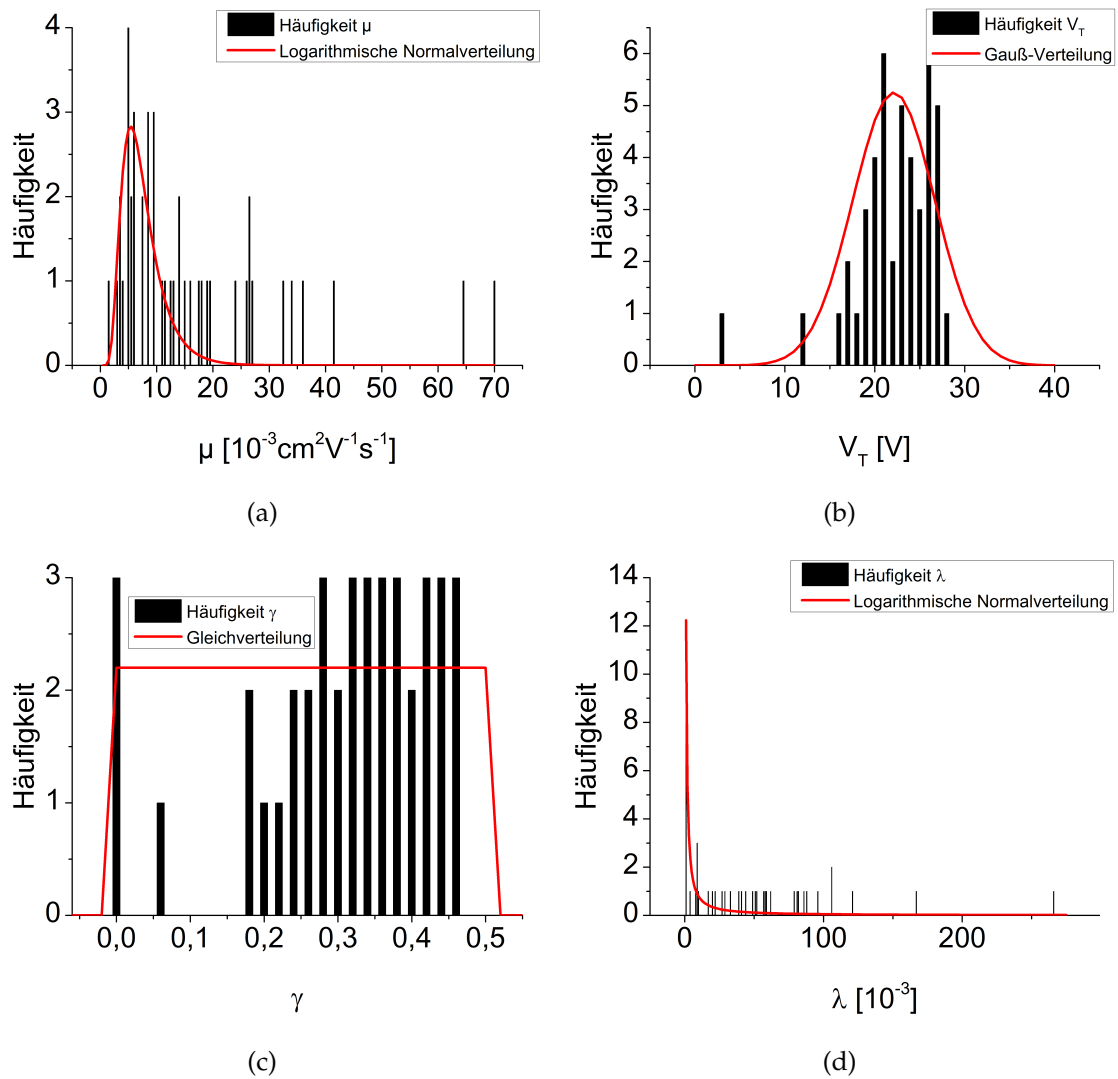 Häufigkeit μ
Logarithmische Normalverteilung
4
3
2
1
0
Häufigkeit
0 10 20 30 40 50 60 70
μ [10⁻³cm²V⁻¹s⁻¹]
(a)
Häufigkeit V_T
Gauß-Verteilung
6
5
4
3
2
1
0
Häufigkeit
0 10 20 30 40
V_T [V]
(b)
Häufigkeit γ
Gleichverteilung
3
2
1
0
Häufigkeit
0,0 0,1 0,2 0,3 0,4 0,5
γ
(c)
Häufigkeit λ
Logarithmische Normalverteilung
14
12
10
8
6
4
2
0
Häufigkeit
0 100 200
λ [10⁻³]
(d)